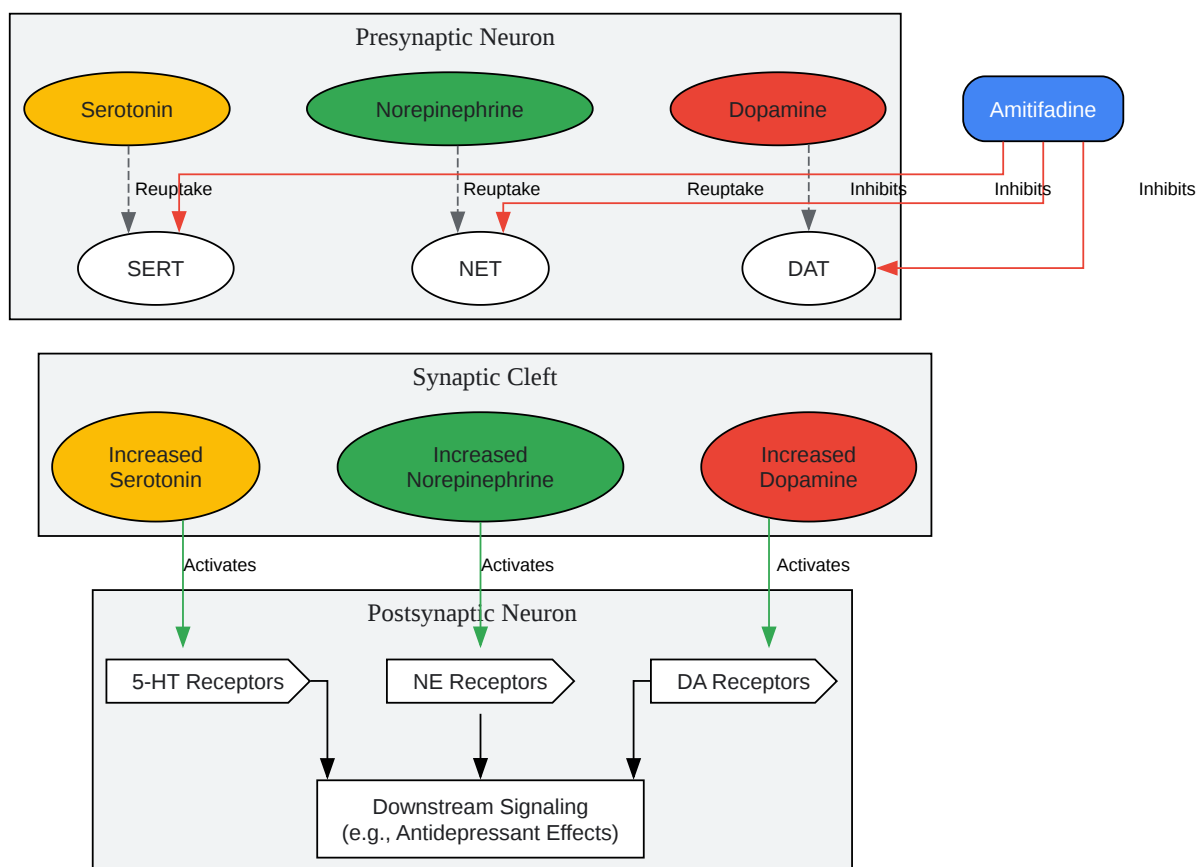 Presynaptic Neuron
Serotonin
Norepinephrine
Dopamine
Amitifadine
Reuptake
Reuptake
Reuptake
Inhibits
Inhibits
Inhibits
SERT
NET
DAT
Synaptic Cleft
Increased
Serotonin
Increased
Norepinephrine
Increased
Dopamine
Activates
Activates
Activates
Postsynaptic Neuron
5-HT Receptors
NE Receptors
DA Receptors
Downstream Signaling
(e.g., Antidepressant Effects)